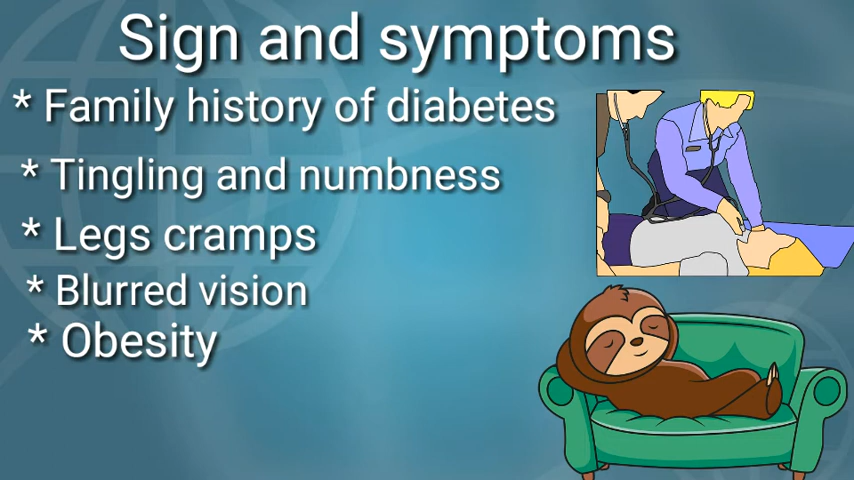 Sign and symptoms
* Family history of diabetes
* Tingling and numbness
* Legs cramps
* Blurred vision
* Obesity